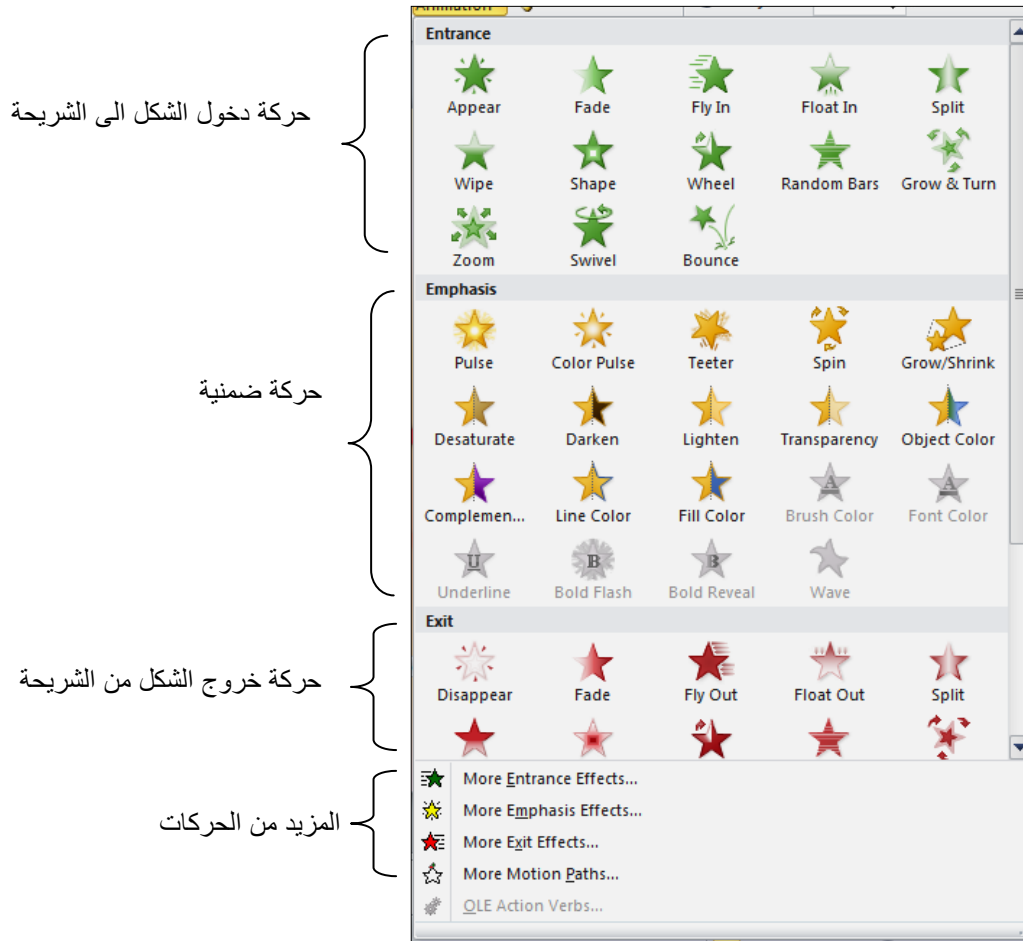 Animation
Entrance
حركة دخول الشكل الى الشريحة
Appear Fade Fly In Float In Split
Wipe Shape Wheel Random Bars Grow & Turn
Zoom Swivel Bounce
Emphasis
حركة ضمنية
Pulse Color Pulse Teeter Spin Grow/Shrink
Desaturate Darken Lighten Transparency Object Color
Complemen... Line Color Fill Color Brush Color Font Color
Underline Bold Flash Bold Reveal Wave
Exit
حركة خروج الشكل من الشريحة
Disappear Fade Fly Out Float Out Split
المزيد من الحركات
More Entrance Effects...
More Emphasis Effects...
More Exit Effects...
More Motion Paths...
OLE Action Verbs...